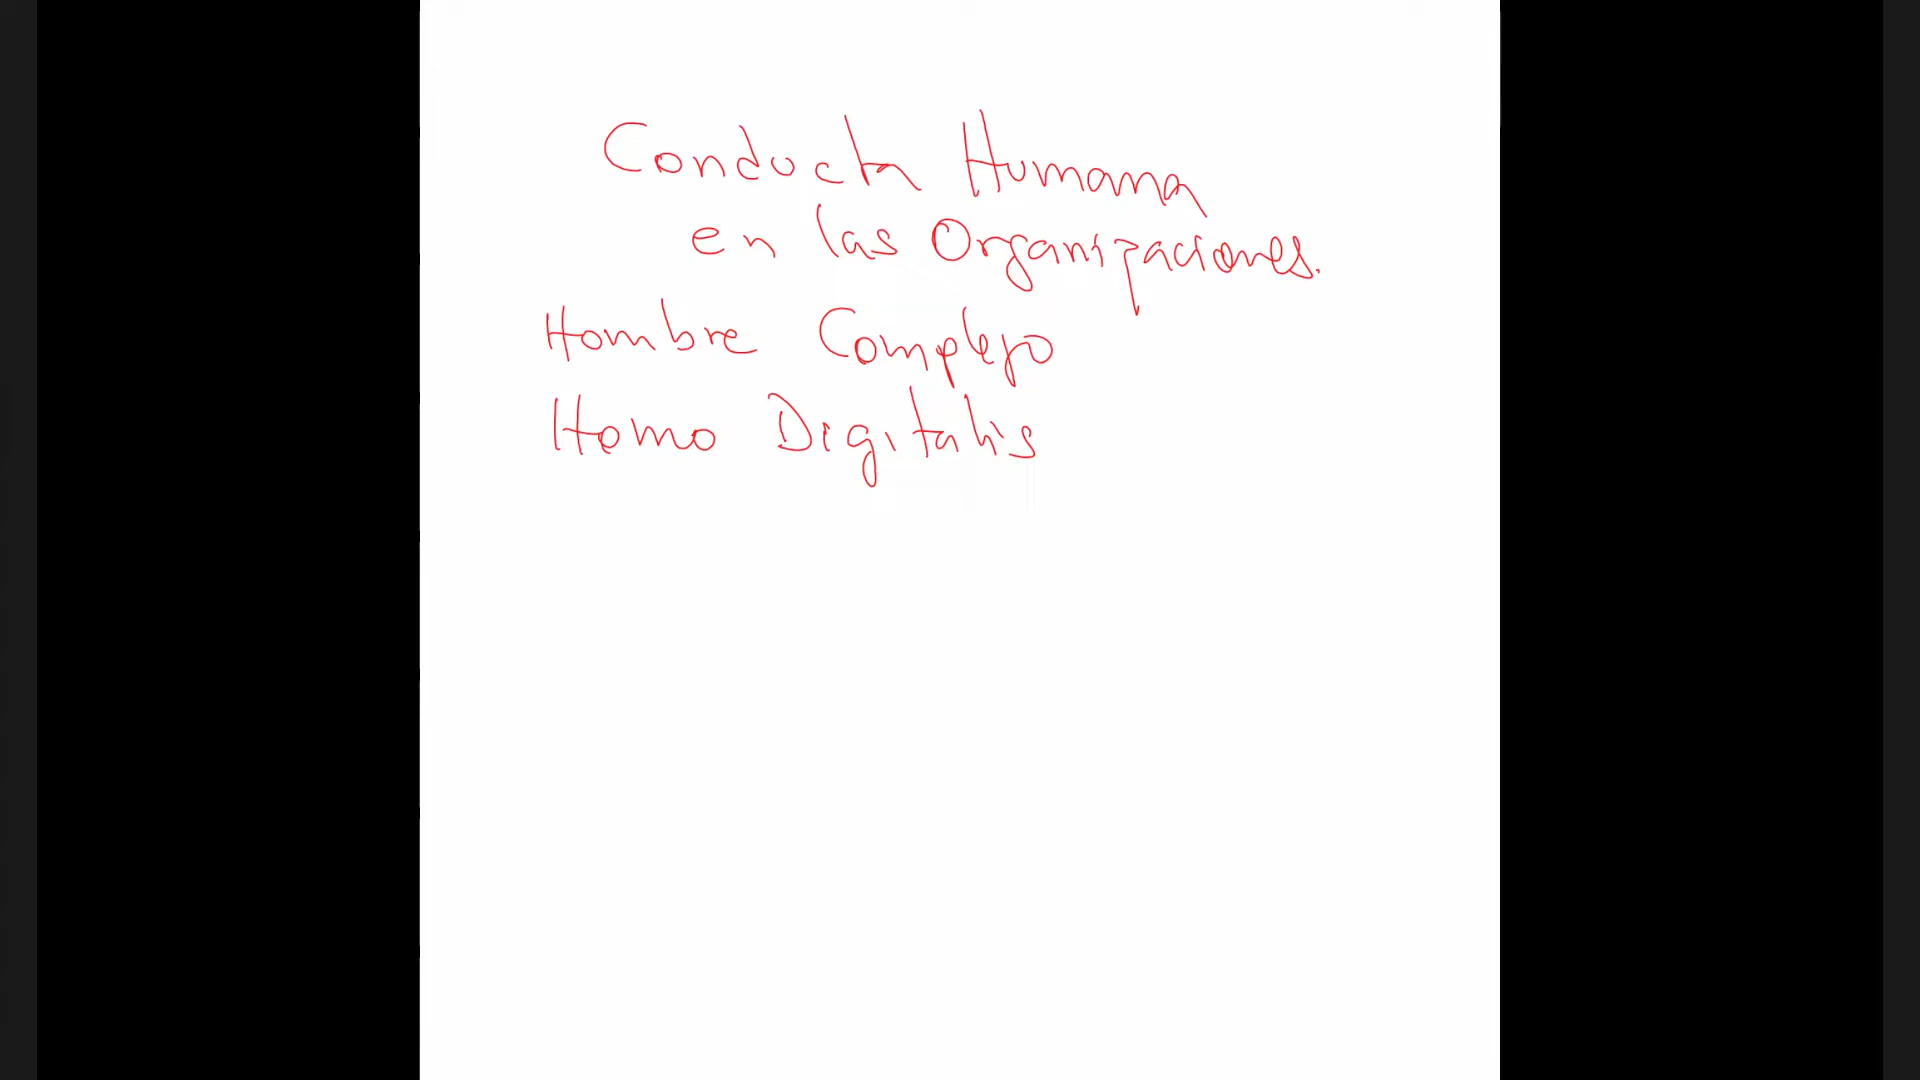 Conducta Humana
en las Organizaciones.
Hombre Complejo
Homo Digitalis